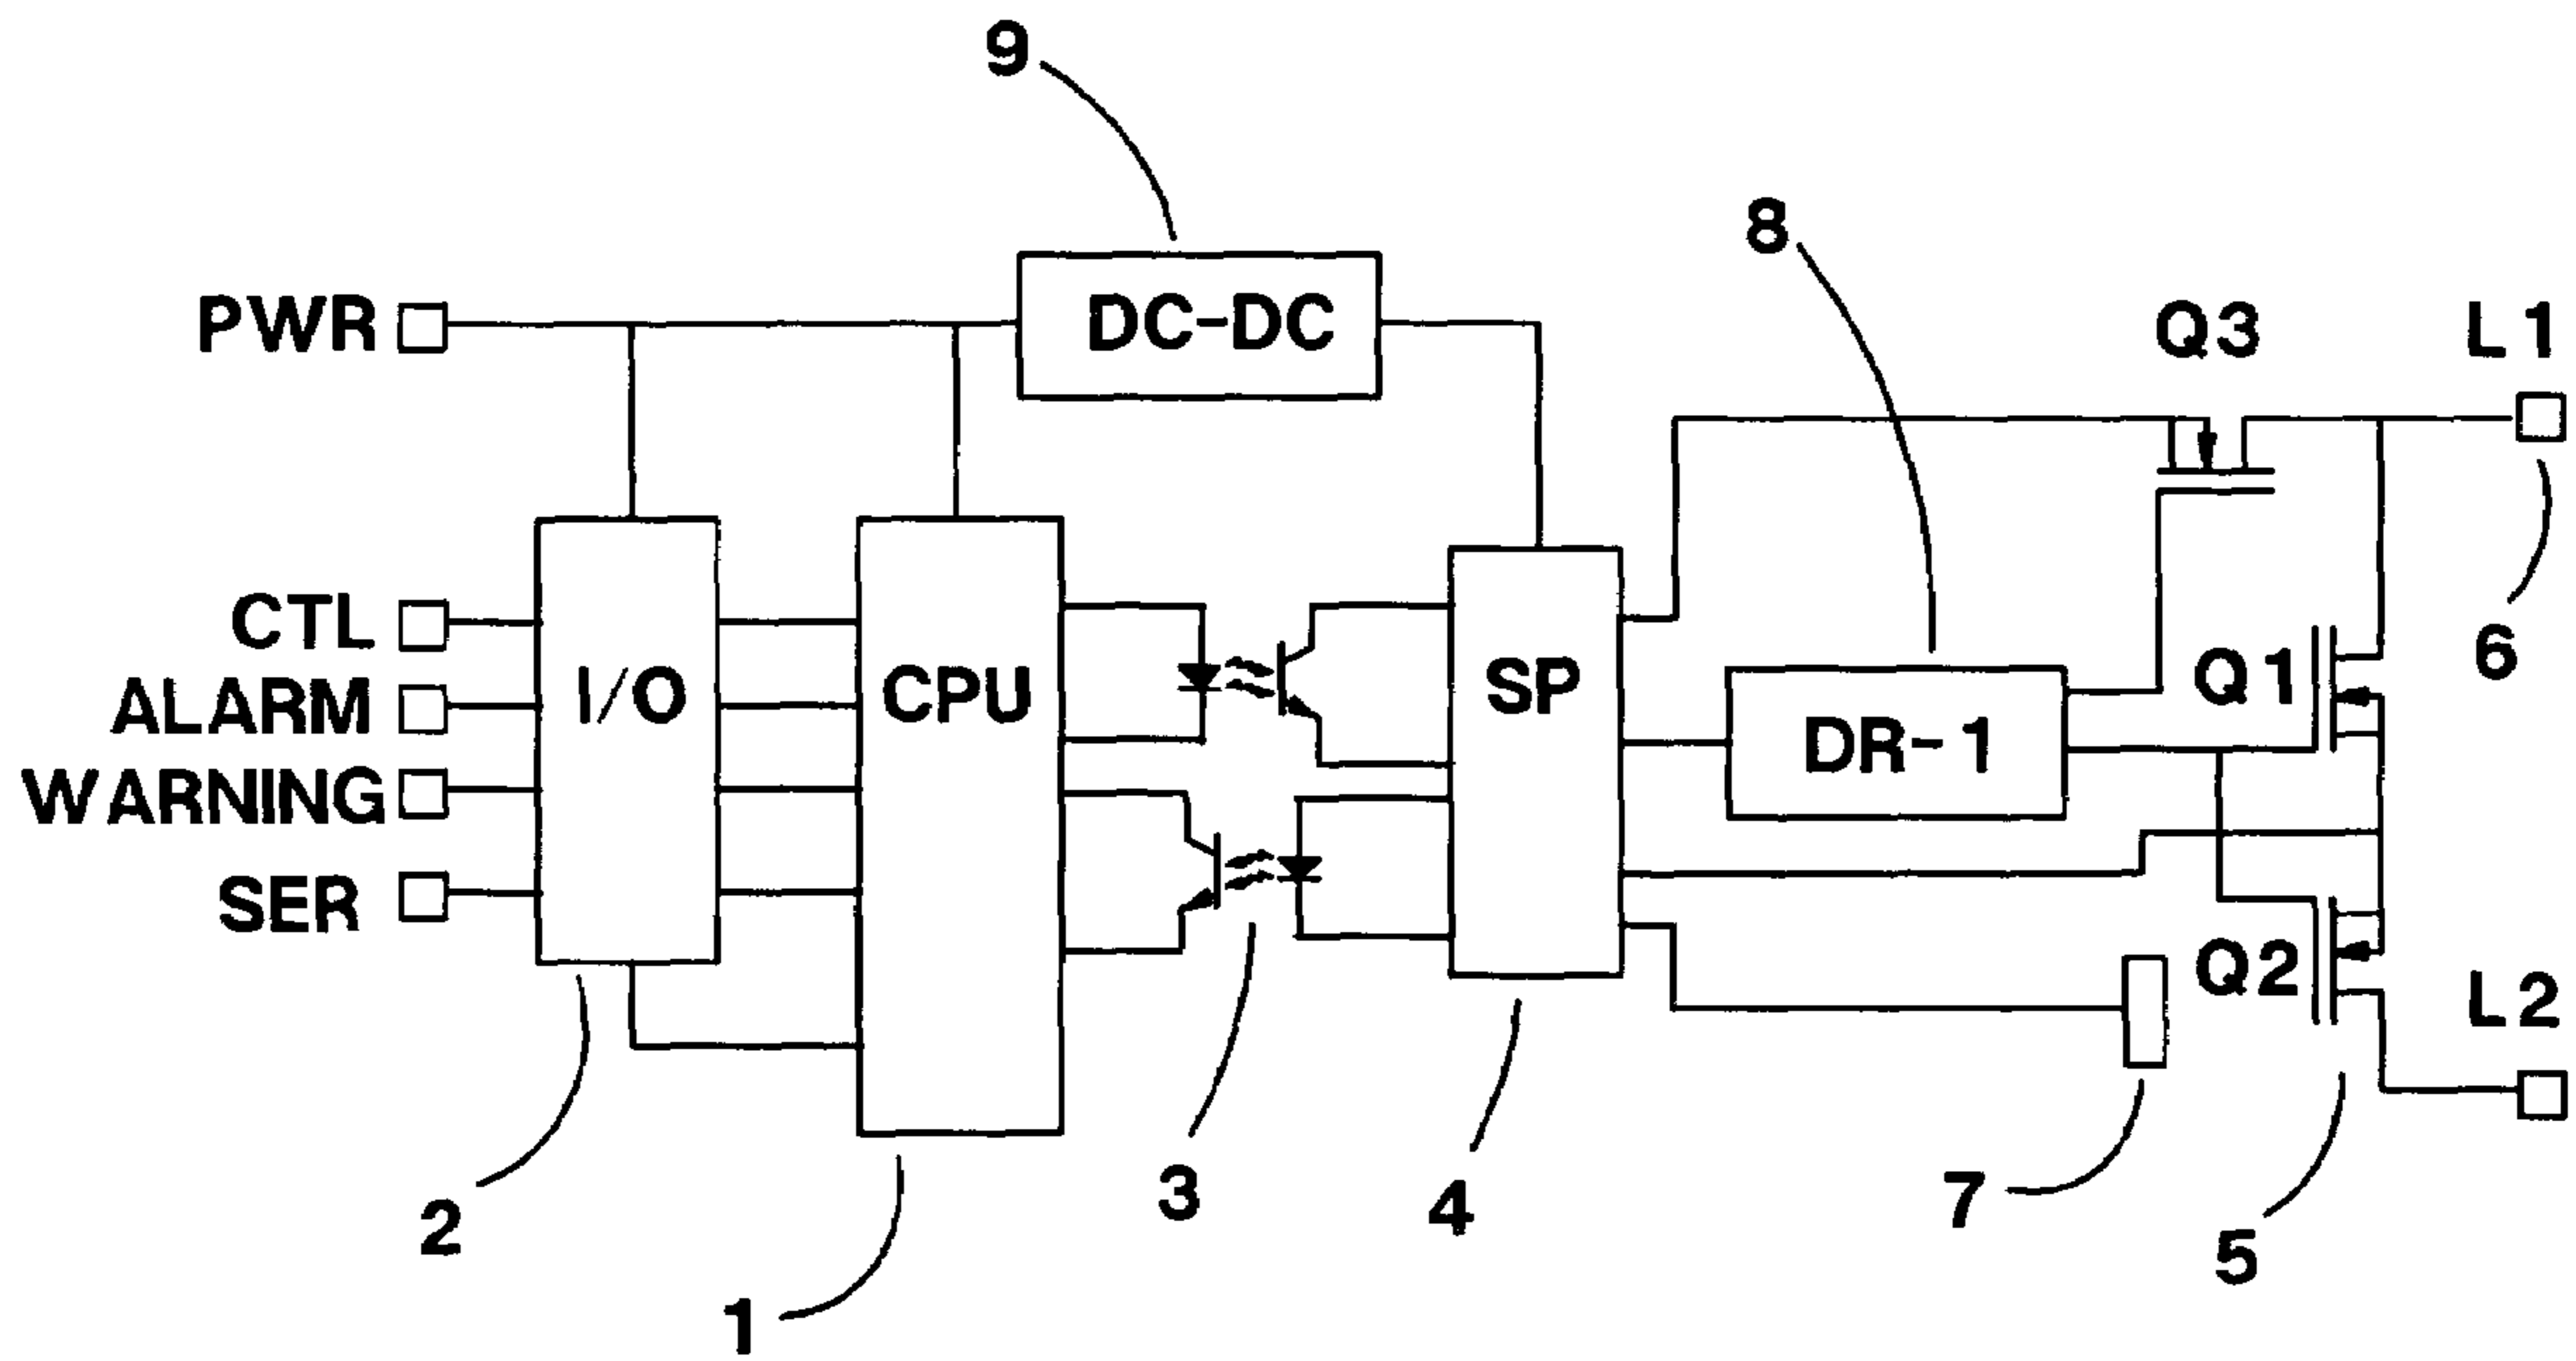 9
8
PWR
DC-DC
Q3
L1
CTL
I/O
CPU
SP
Q1
6
ALARM
DR-1
WARNING
SER
Q2
L2
2
3
4
7
5
1